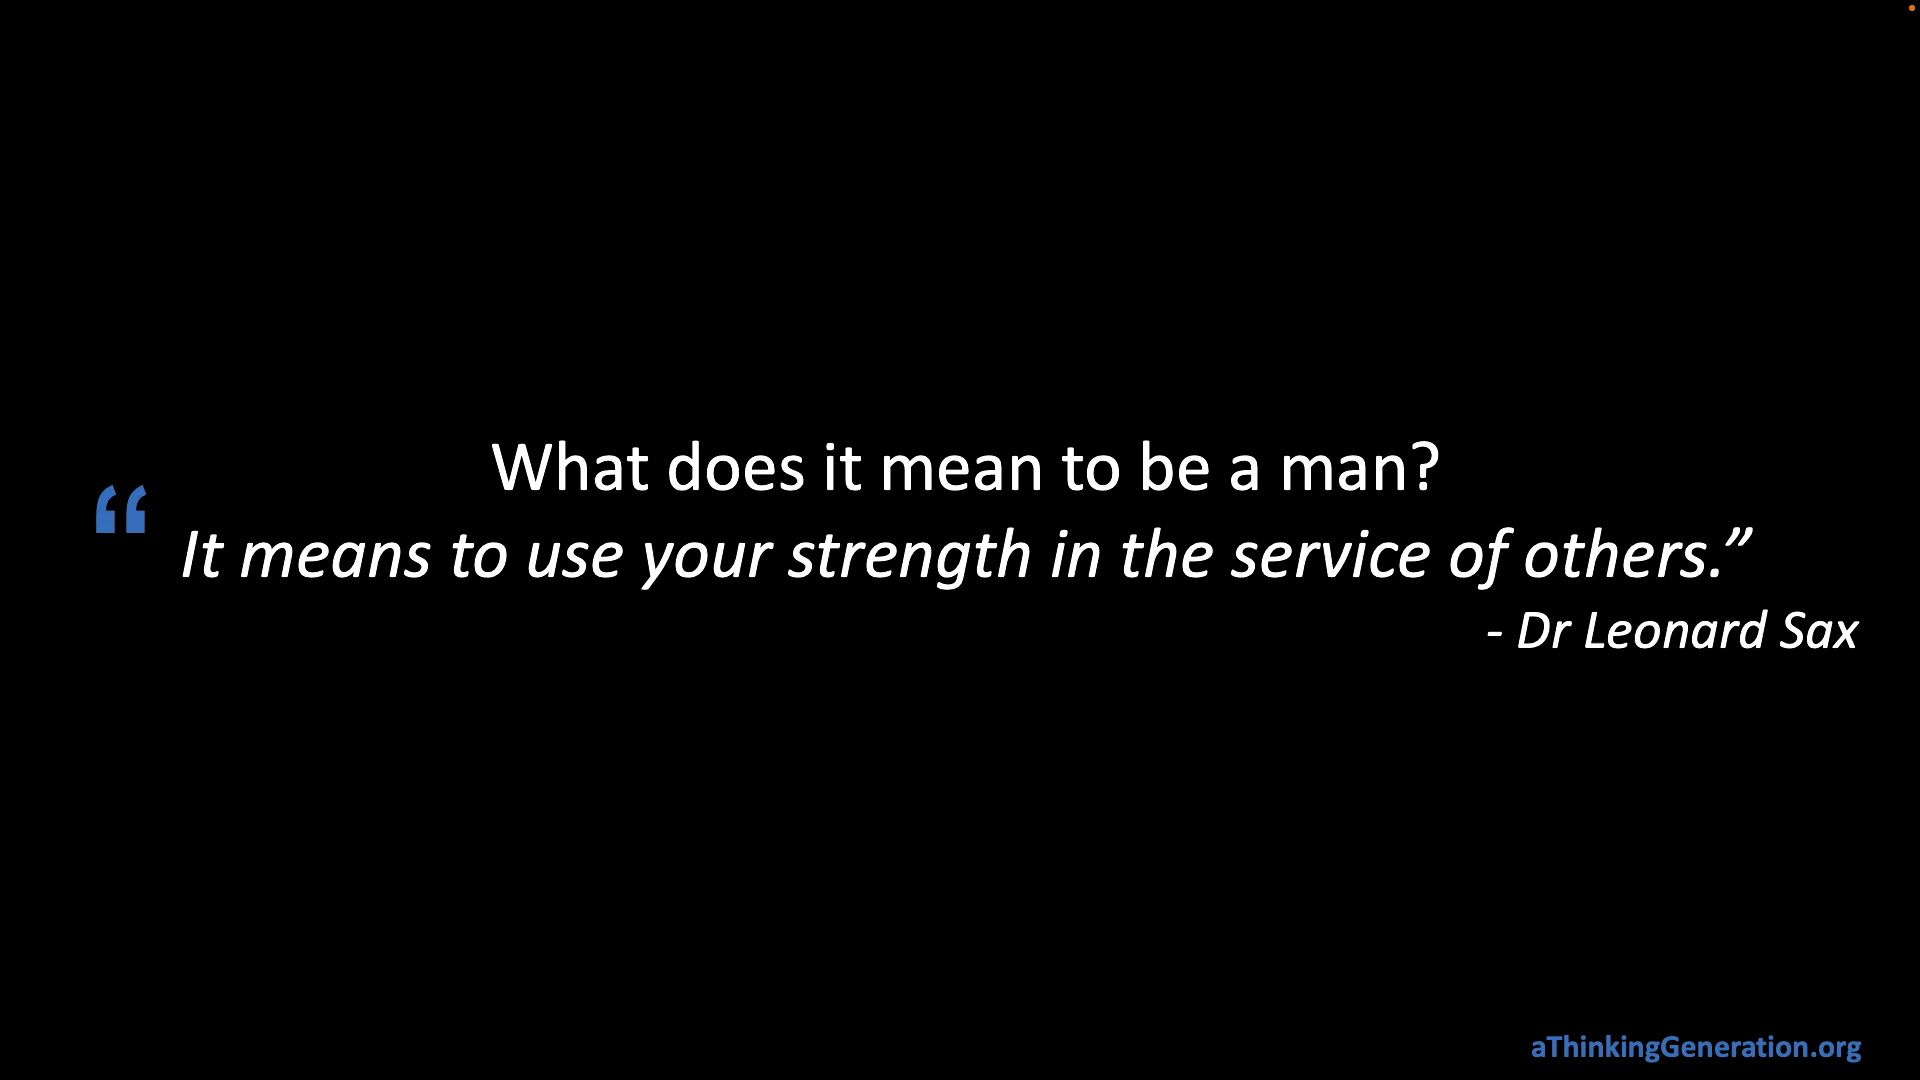 What does it mean to be a man?
“ It means to use your strength in the service of others.”
- Dr Leonard Sax
aThinkingGeneration.org